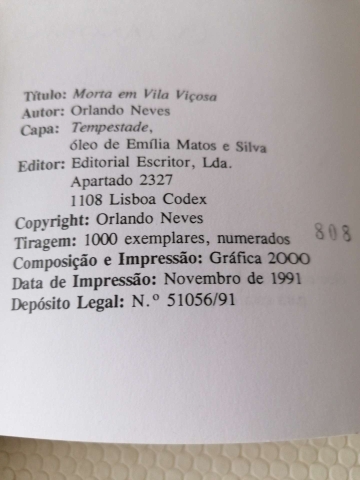 Título: Morta em Vila Viçosa
Autor: Orlando Neves
Capa: Tempestade,
óleo de Emília Matos e Silva
Editor: Editorial Escritor, Lda.
Apartado 2327
1108 Lisboa Codex
Copyright: Orlando Neves
Tiragem: 1000 exemplares, numerados 808
Composição e Impressão: Gráfica 2000
Data de Impressão: Novembro de 1991
Depósito Legal: N.º 51056/91